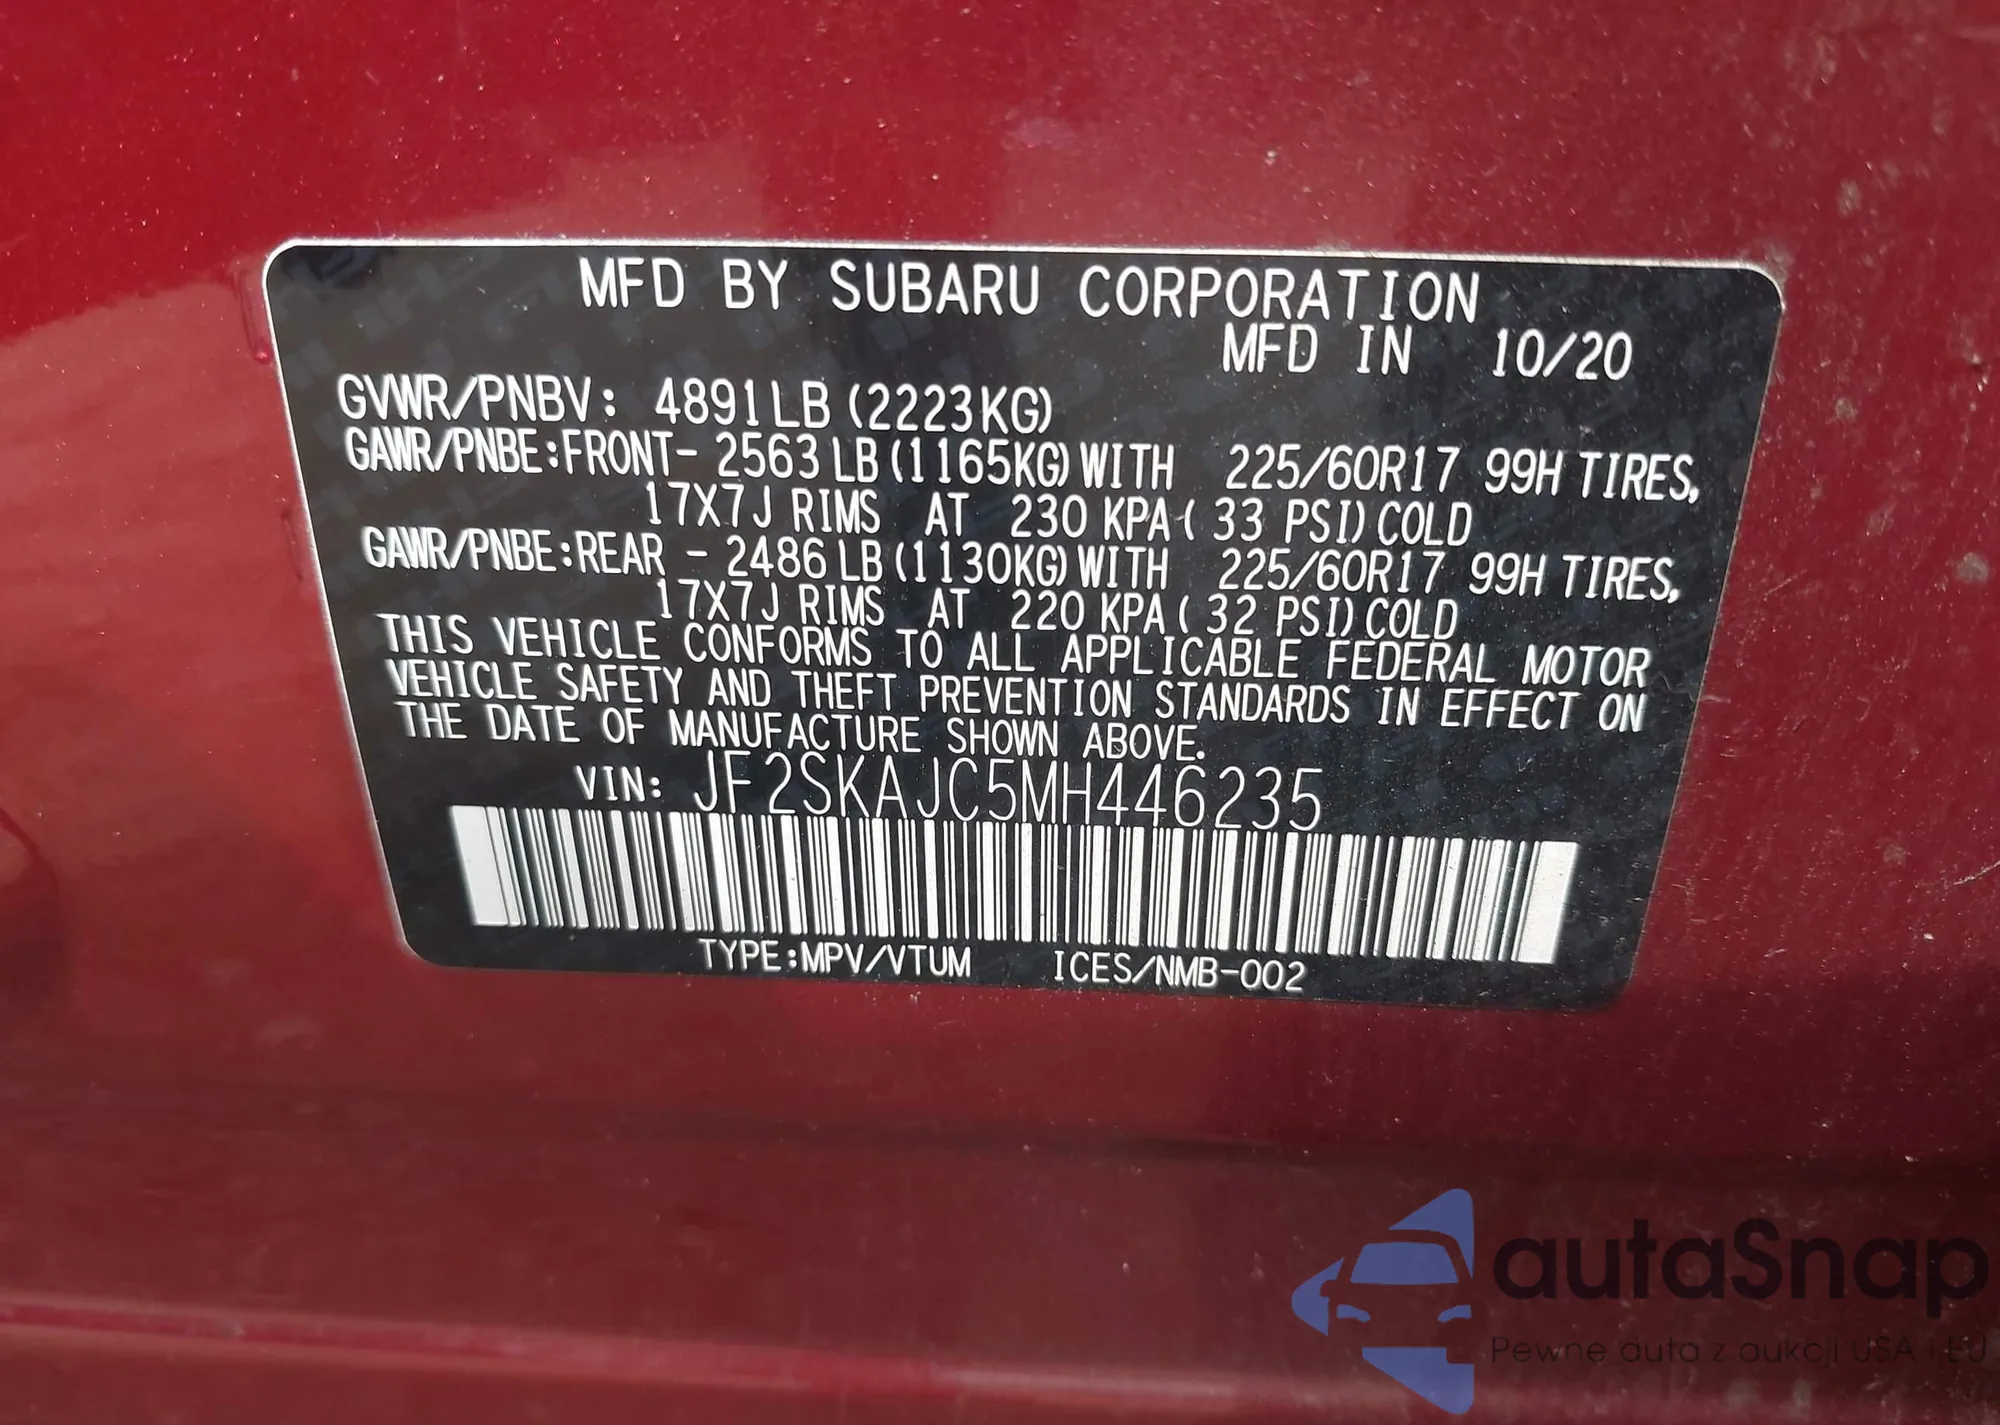 MFD BY SUBARU CORPORATION
MFD IN 10/20
GVWR/PNBV: 4891LB (2223KG)
GAWR/PNBE:FRONT- 2563LB (1165KG) WITH 225/60R17 99H TIRES,
17X7J RIMS AT 230 KPA( 33 PSI) COLD
GAWR/PNBE:REAR - 2486LB (1130KG) WITH 225/60R17 99H TIRES,
17X7J RIMS AT 220 KPA( 32 PSI) COLD
THIS VEHICLE CONFORMS TO ALL APPLICABLE FEDERAL MOTOR
VEHICLE SAFETY AND THEFT PREVENTION STANDARDS IN EFFECT ON
THE DATE OF MANUFACTURE SHOWN ABOVE.
VIN: JF2SKAJC5MH446235
TYPE:MPV/VTUM ICES/NMB-002
autaSnap
Pewne auta z aukcji USA i EU